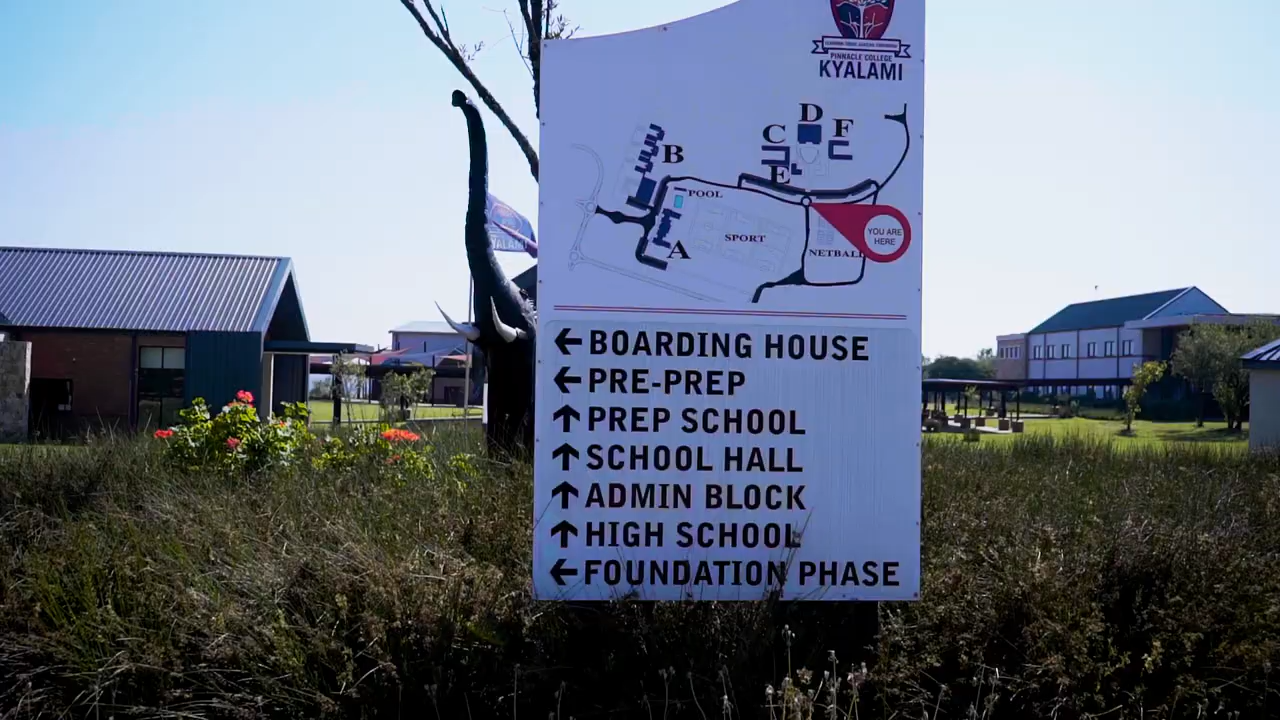 PINNACLE COLLEGE
KYALAMI
D
C
F
B
E
POOL
YOU ARE
HERE
SPORT
A
NETBALL
KYALAMI
← BOARDING HOUSE
← PRE-PREP
↑ PREP SCHOOL
↑ SCHOOL HALL
↑ ADMIN BLOCK
↑ HIGH SCHOOL
← FOUNDATION PHASE